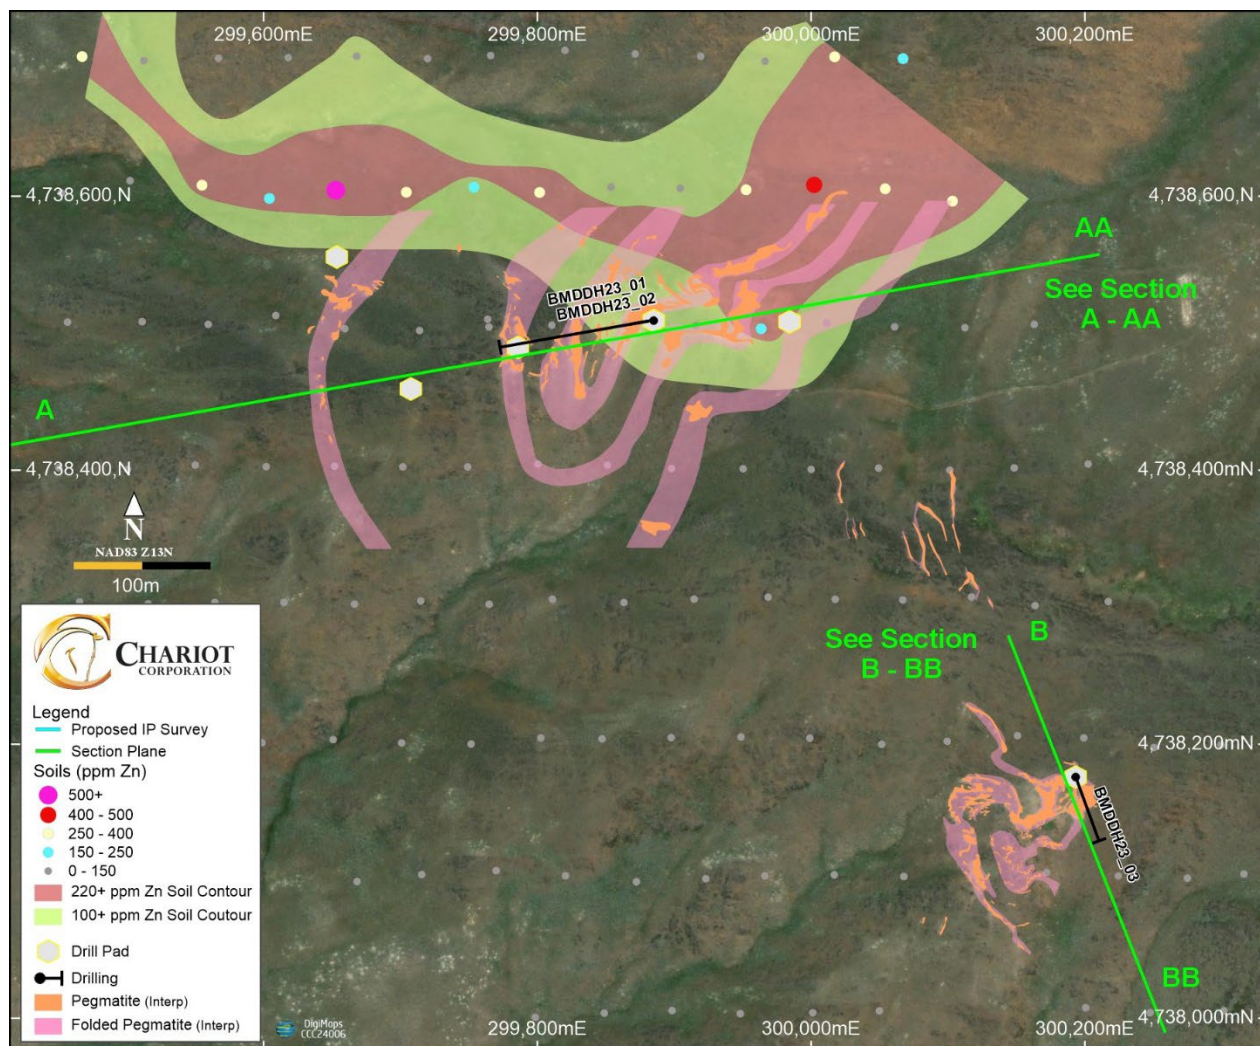 299,600mE 299,800mE 300,000mE 300,200mE
4,738,600,N 4,738,600,N
AA
BMDDH23_01
BMDDH23_02
See Section
A - AA
A
4,738,400,N 4,738,400mN
N
NAD83 Z13N
100m
See Section
B - BB
B
CHARIOT
CORPORATION
Legend
Proposed IP Survey
Section Plane
Soils (ppm Zn)
500+
400 - 500
250 - 400
150 - 250
0 - 150
220+ ppm Zn Soil Contour
100+ ppm Zn Soil Coutour
Drill Pad
Drilling
Pegmatite (Interp)
Folded Pegmatite (Interp)
4,738,200mN
BMDDH23_03
BB
DigiMops
CCC24006
299,800mE 300,000mE 300,200mE
4,738,000mN